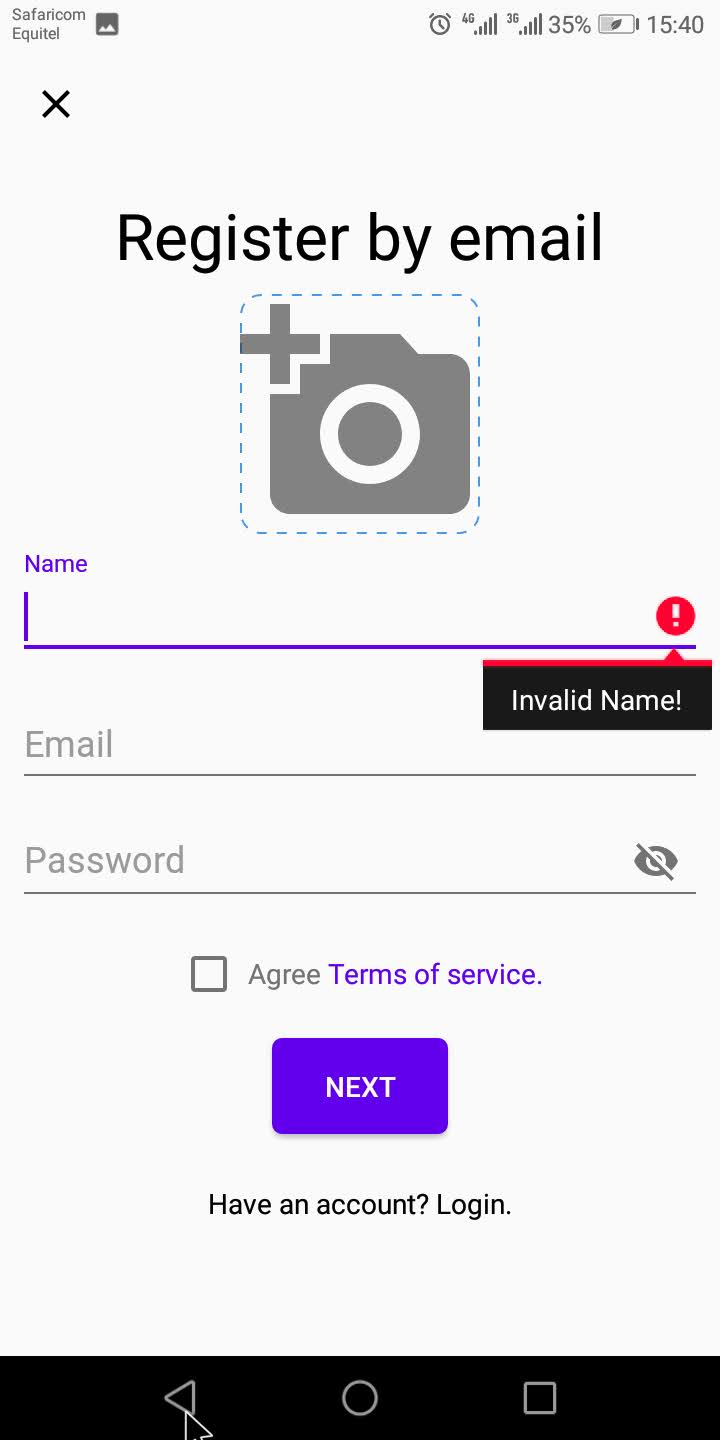 Safaricom
Equitel
4G 3G 35% 15:40
Register by email
Name
Invalid Name!
Email
Password
Agree Terms of service.
NEXT
Have an account? Login.